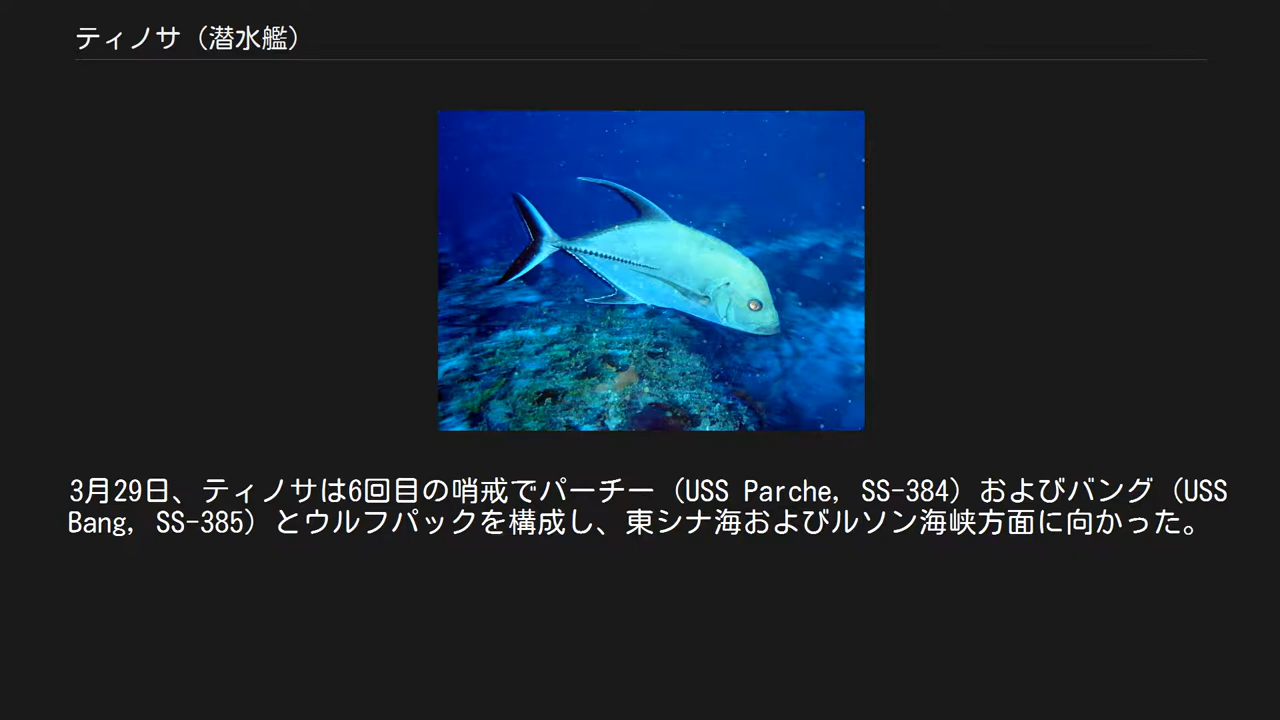 ティノサ（潜水艦）
3月29日、ティノサは6回目の哨戒でパーチー（USS Parche, SS-384）およびバング（USS
Bang, SS-385）とウルフパックを構成し、東シナ海およびルソン海峡方面に向かった。